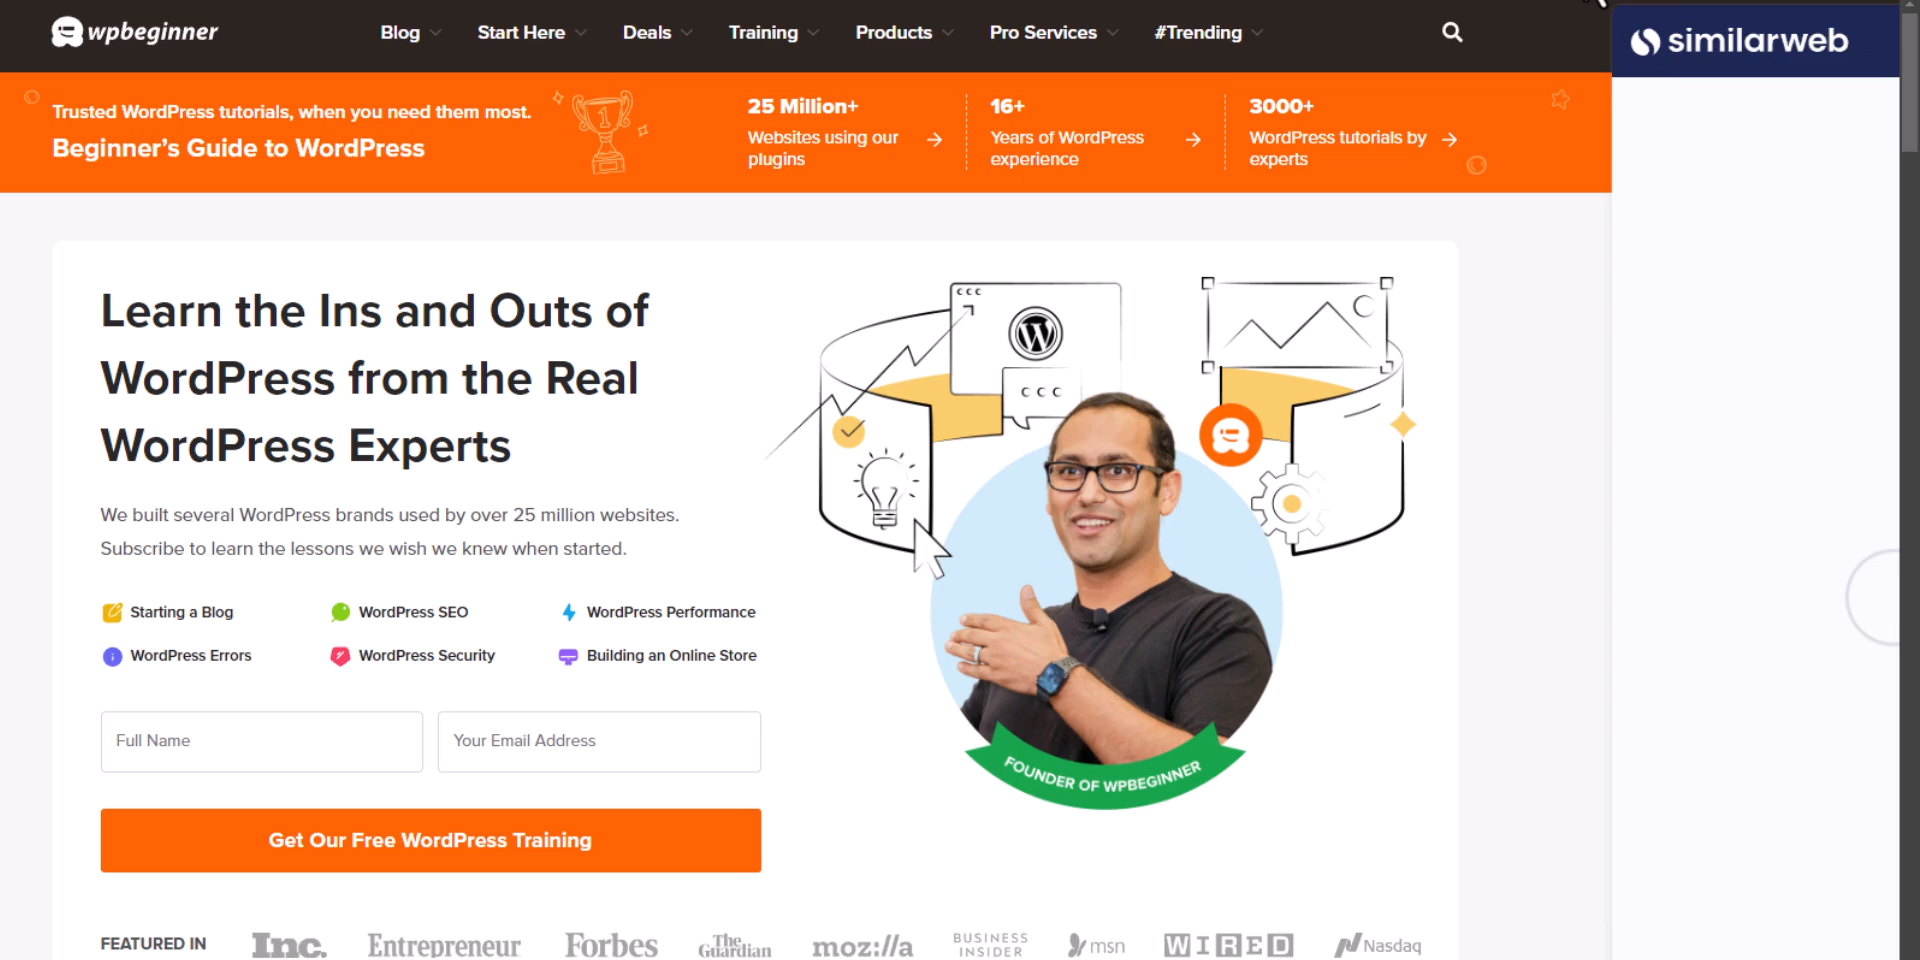 wpbeginner
Blog
Start Here
Deals
Training
Products
Pro Services
#Trending
similarweb
Trusted WordPress tutorials, when you need them most.
Beginner’s Guide to WordPress
1
25 Million+
Websites using our
plugins
16+
Years of WordPress
experience
3000+
WordPress tutorials by
experts
Learn the Ins and Outs of
WordPress from the Real
WordPress Experts
We built several WordPress brands used by over 25 million websites.
Subscribe to learn the lessons we wish we knew when started.
Starting a Blog
WordPress SEO
WordPress Performance
WordPress Errors
WordPress Security
Building an Online Store
Full Name
Your Email Address
Get Our Free WordPress Training
W
FOUNDER OF WPBEGINNER
FEATURED IN
Inc.
Entrepreneur
Forbes
The
Guardian
moz://a
BUSINESS
INSIDER
msn
WIRED
Nasdaq